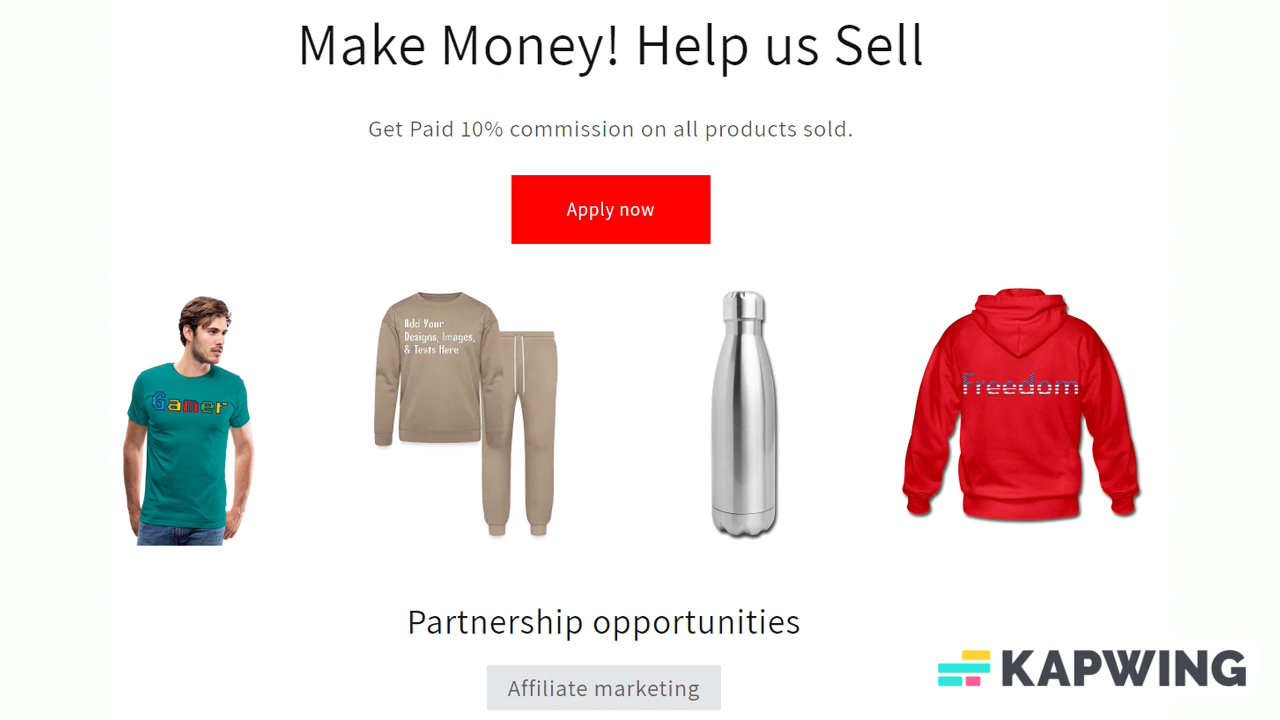 Make Money! Help us Sell
Get Paid 10% commission on all products sold.
Apply now
Gamer
Add Your
Designs, Images,
& Texts Here
Freedom
Partnership opportunities
Affiliate marketing
KAPWING